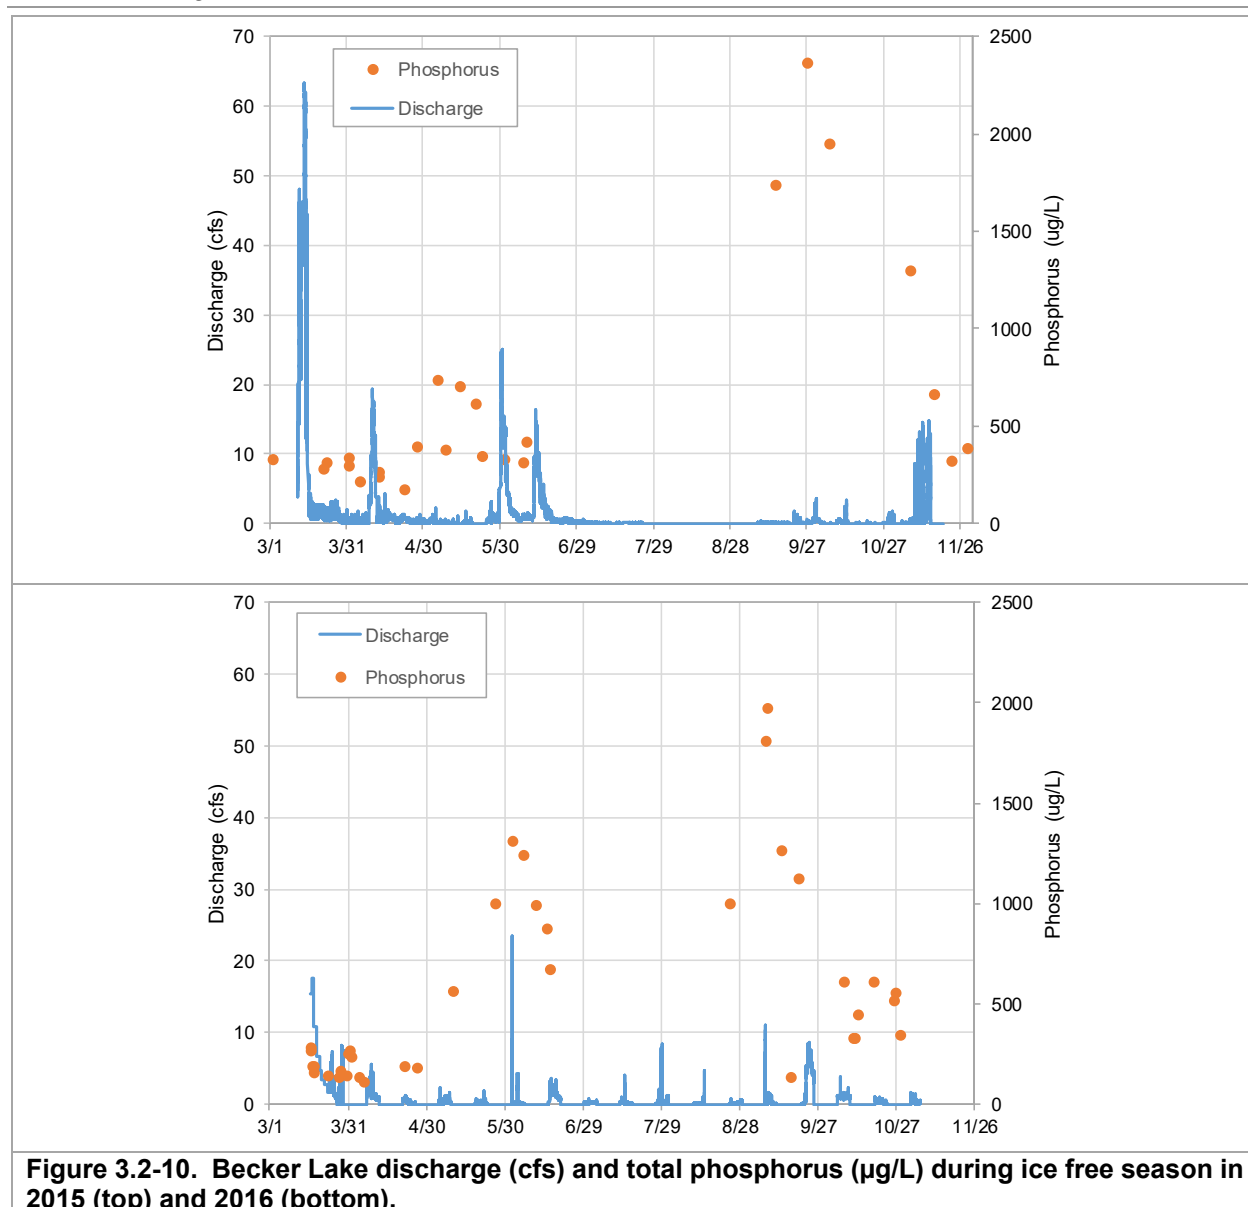 70
60
50
40
30
20
10
0
2500
2000
1500
1000
500
0
Phosphorus
Discharge
Discharge (cfs)
Phosphorus (ug/L)
3/1 3/31 4/30 5/30 6/29 7/29 8/28 9/27 10/27 11/26
70
60
50
40
30
20
10
0
2500
2000
1500
1000
500
0
Discharge
Phosphorus
Discharge (cfs)
Phosphorus (ug/L)
3/1 3/31 4/30 5/30 6/29 7/29 8/28 9/27 10/27 11/26
Figure 3.2-10. Becker Lake discharge (cfs) and total phosphorus (µg/L) during ice free season in
2015 (top) and 2016 (bottom).